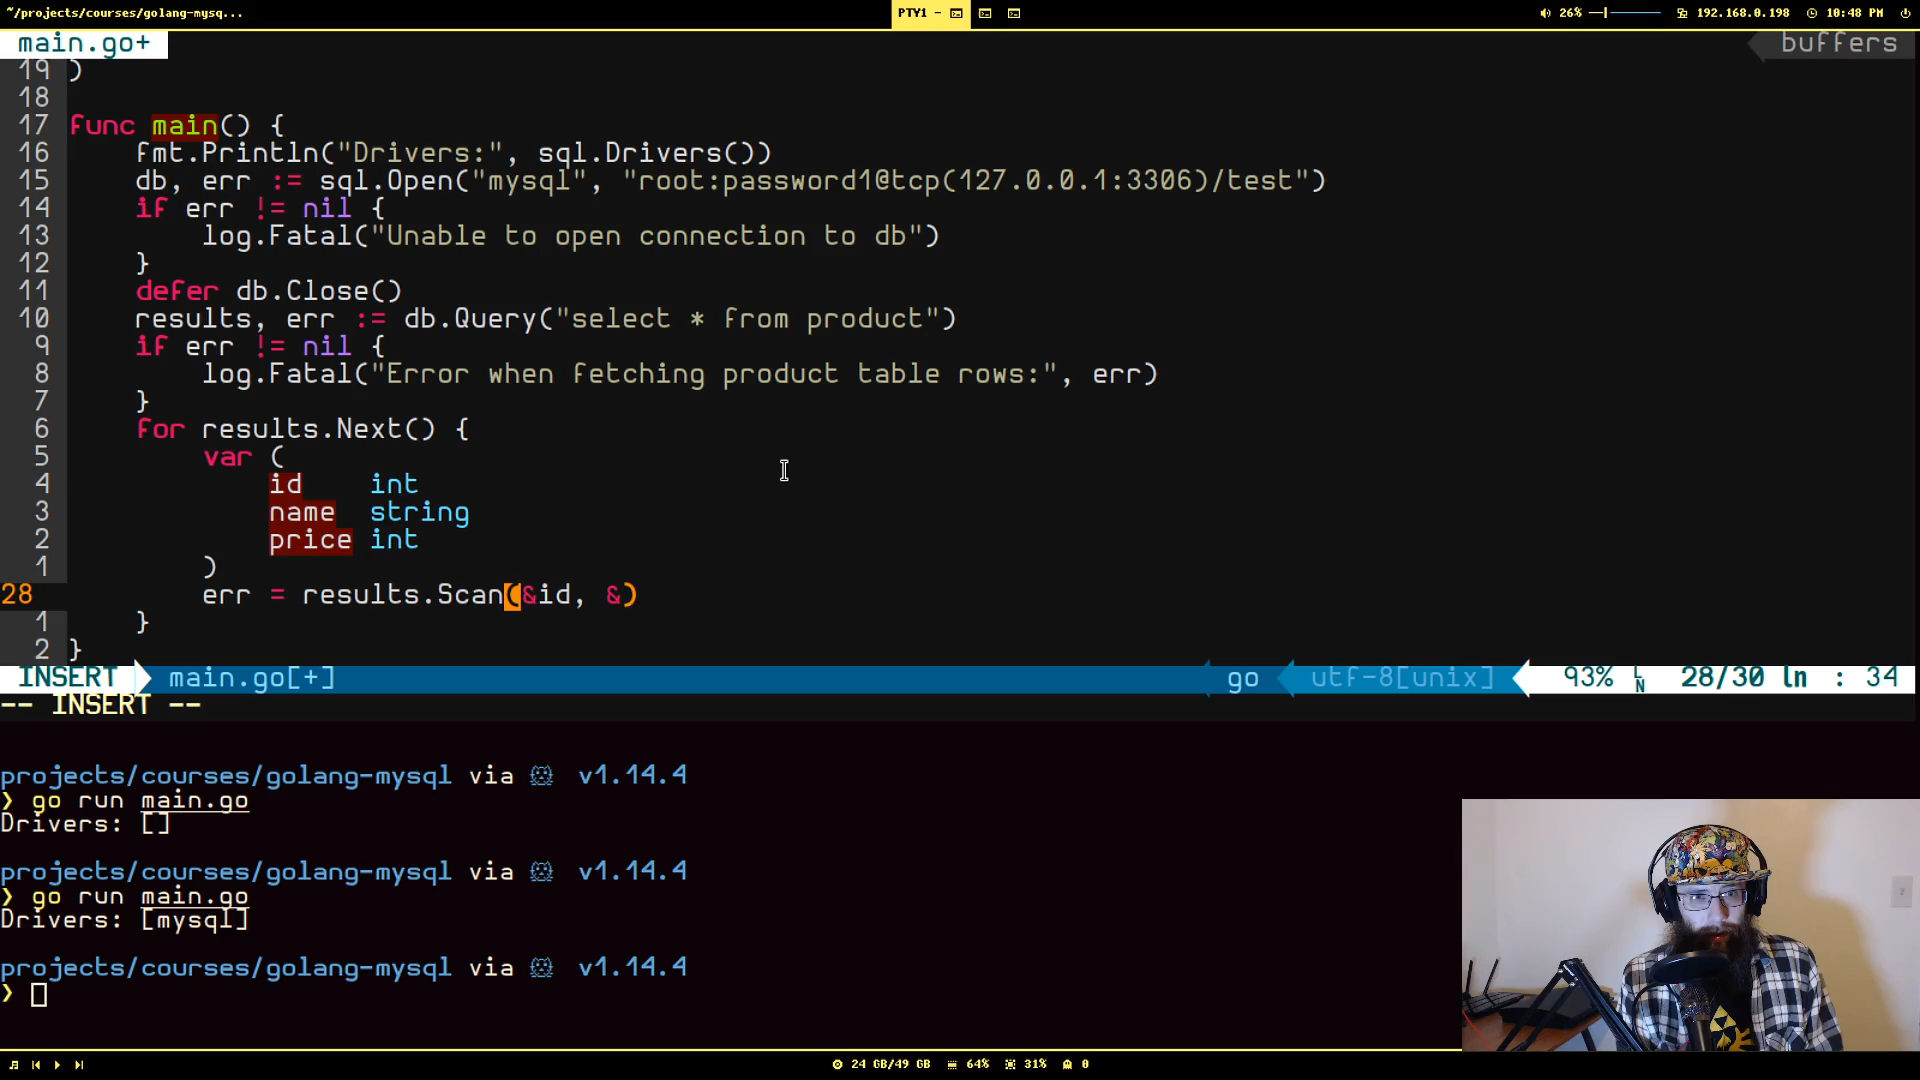 ~/projects/courses/golang-mysq...
PTY1 -
26%
192.168.0.198
10:48 PM
main.go+
buffers
19 )
18
17 func main() {
16 fmt.Println("Drivers:", sql.Drivers())
15 db, err := sql.Open("mysql", "root:password1@tcp(127.0.0.1:3306)/test")
14 if err != nil {
13 log.Fatal("Unable to open connection to db")
12 }
11 defer db.Close()
10 results, err := db.Query("select * from product")
9 if err != nil {
8 log.Fatal("Error when fetching product table rows:", err)
7 }
6 for results.Next() {
5 var (
4 id int
3 name string
2 price int
1 )
28 err = results.Scan(&id, &)
1 }
2 }
INSERT main.go[+] go utf-8[unix] 93% LN 28/30 ln : 34
-- INSERT --
projects/courses/golang-mysql via 🐹 v1.14.4
❯ go run main.go
Drivers: []
projects/courses/golang-mysql via 🐹 v1.14.4
❯ go run main.go
Drivers: [mysql]
projects/courses/golang-mysql via 🐹 v1.14.4
❯
24 GB/49 GB 64% 31% 0